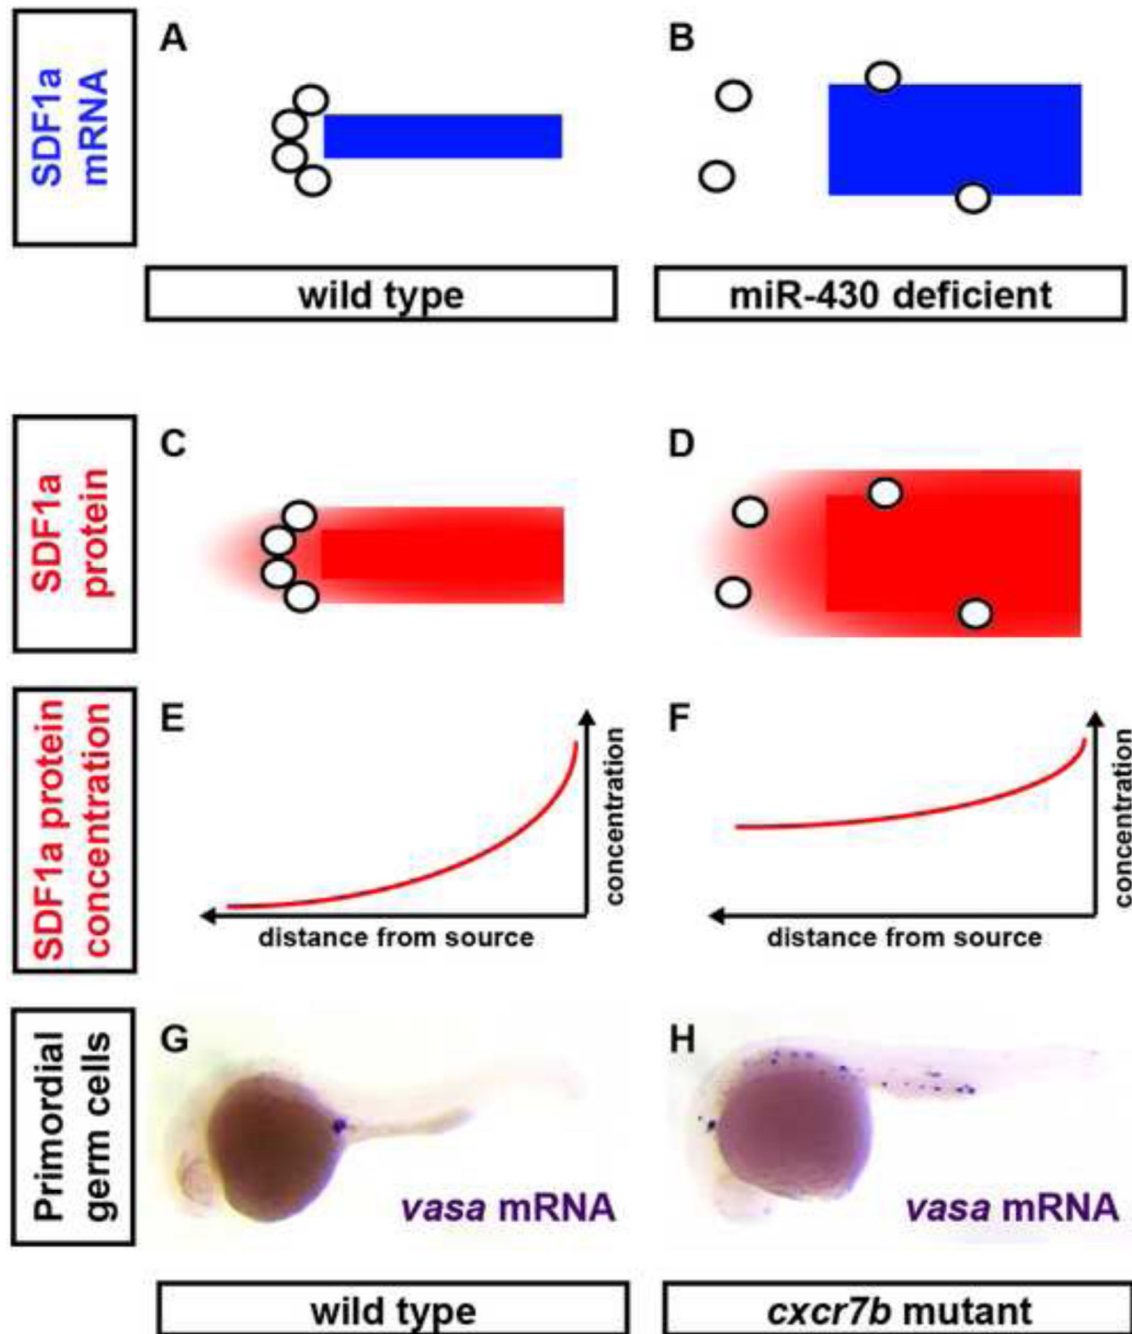 SDF1a
mRNA
A
B
wild type
miR-430 deficient
SDF1a
protein
C
D
SDF1a protein
concentration
E
concentration
distance from source
F
concentration
distance from source
Primordial
germ cells
G
vasa mRNA
H
vasa mRNA
wild type
cxcr7b mutant